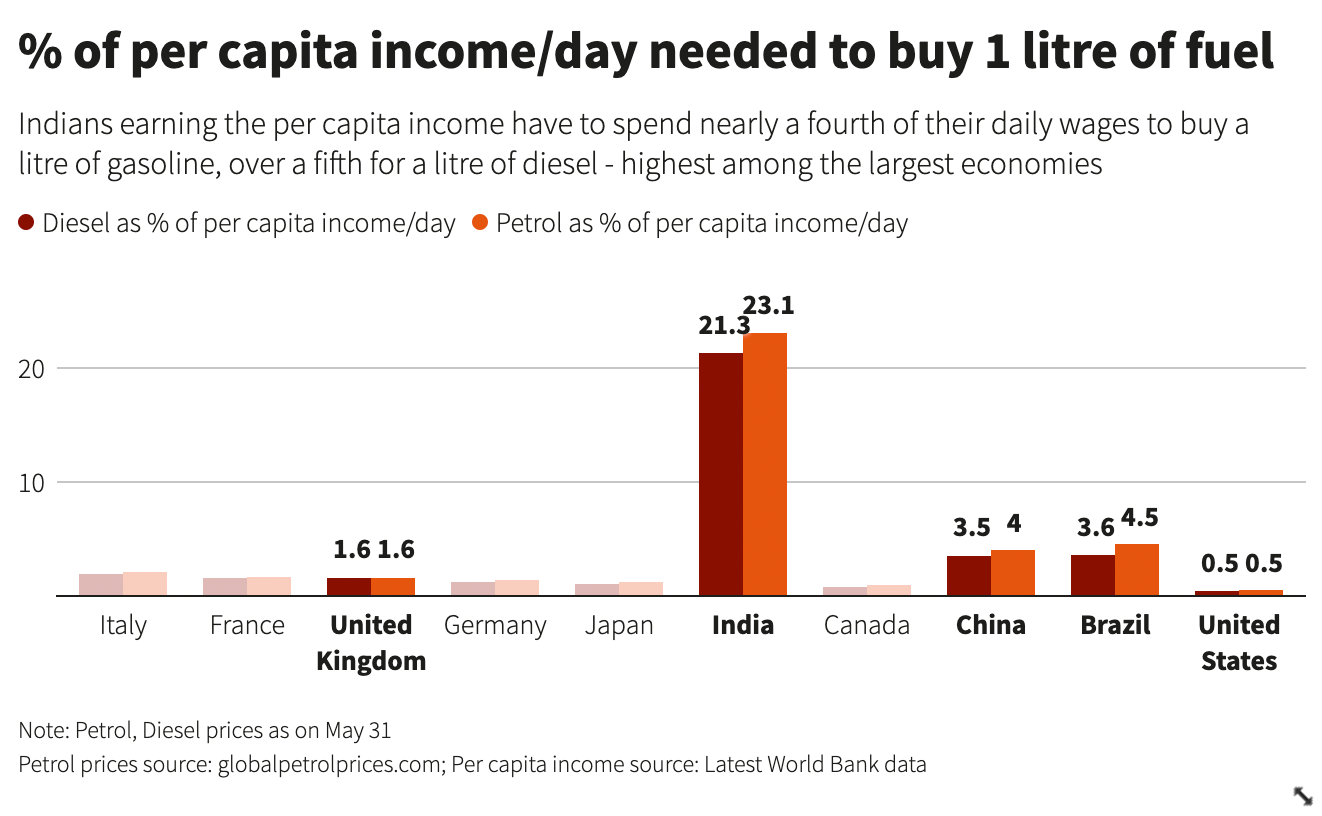 % of per capita income/day needed to buy 1 litre of fuel
Indians earning the per capita income have to spend nearly a fourth of their daily wages to buy a
litre of gasoline, over a fifth for a litre of diesel - highest among the largest economies
Diesel as % of per capita income/day Petrol as % of per capita income/day
23.1
21.3
20
10
4.5
3.5 4 3.6
1.6 1.6
0.5 0.5
Italy France United Germany Japan India Canada China Brazil United
Kingdom States
Note: Petrol, Diesel prices as on May 31
Petrol prices source: globalpetrolprices.com; Per capita income source: Latest World Bank data